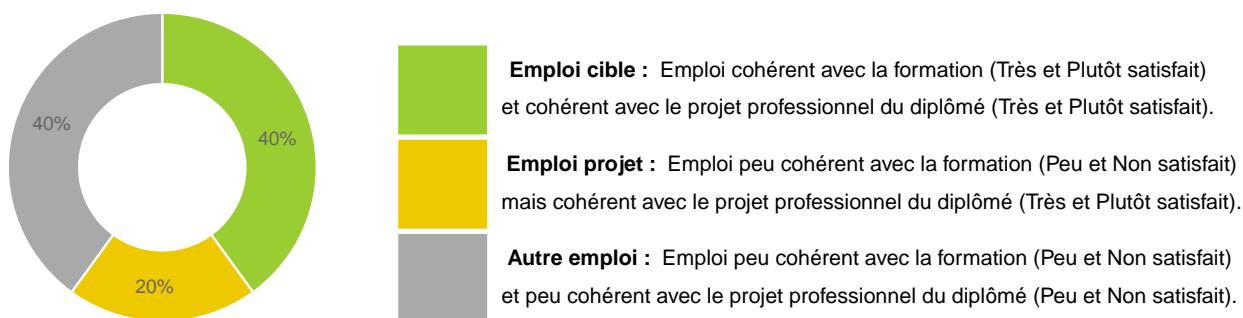 40%
40%
20%
Emploi cible : Emploi cohérent avec la formation (Très et Plutôt satisfait)
et cohérent avec le projet professionnel du diplômé (Très et Plutôt satisfait).
Emploi projet : Emploi peu cohérent avec la formation (Peu et Non satisfait)
mais cohérent avec le projet professionnel du diplômé (Très et Plutôt satisfait).
Autre emploi : Emploi peu cohérent avec la formation (Peu et Non satisfait)
et peu cohérent avec le projet professionnel du diplômé (Peu et Non satisfait).